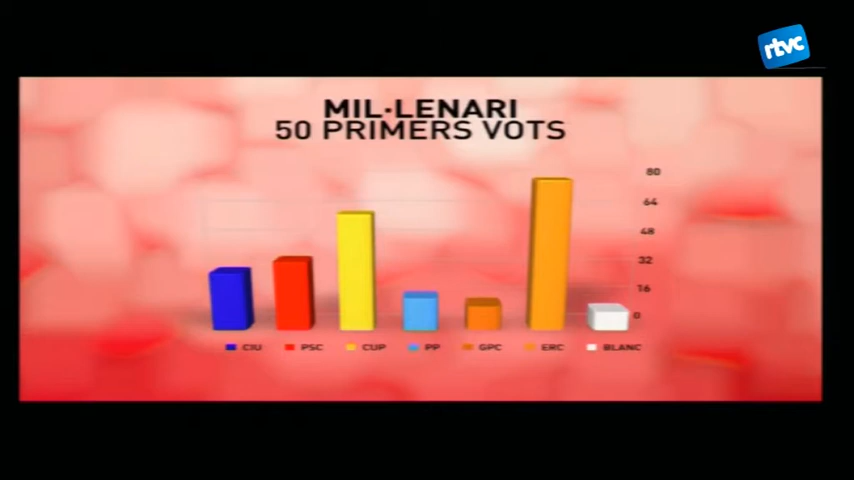 rtvc
MIL·LENARI
50 PRIMERS VOTS
80
64
48
32
16
0
CIU PSC CUP PP GPC ERC BLANC